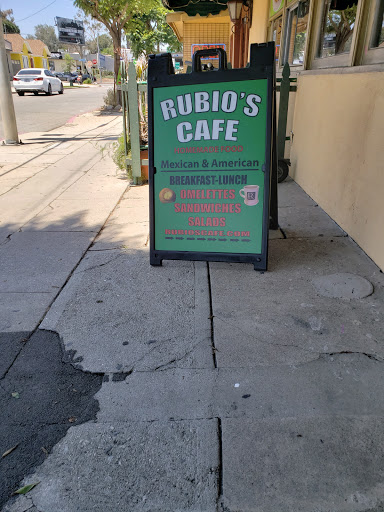 RUBIO'S
CAFE
Mexican & American
BREAKFAST-LUNCH
OMELETTES
SANDWICHES
SALADS